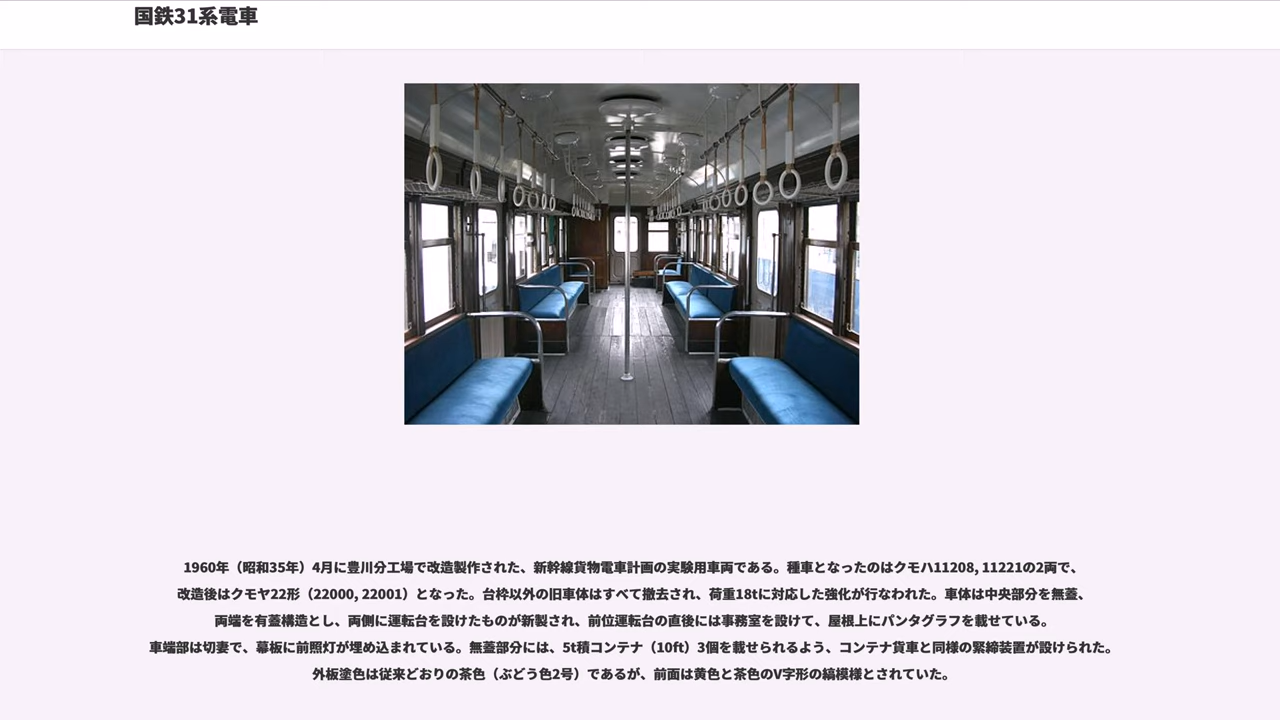 国鉄31系電車
1960年（昭和35年）4月に豊川分工場で改造製作された、新幹線貨物電車計画の実験用車両である。種車となったのはクモハ11208, 11221の2両で、
改造後はクモヤ22形（22000, 22001）となった。台枠以外の旧車体はすべて撤去され、荷重18tに対応した強化が行なわれた。車体は中央部分を無蓋、
両端を有蓋構造とし、両側に運転台を設けたものが新製され、前位運転台の直後には事務室を設けて、屋根上にパンタグラフを載せている。
車端部は切妻で、幕板に前照灯が埋め込まれている。無蓋部分には、5t積コンテナ（10ft）3個を載せられるよう、コンテナ貨車と同様の緊締装置が設けられた。
外板塗色は従来どおりの茶色（ぶどう色2号）であるが、前面は黄色と茶色のV字形の縞模様とされていた。